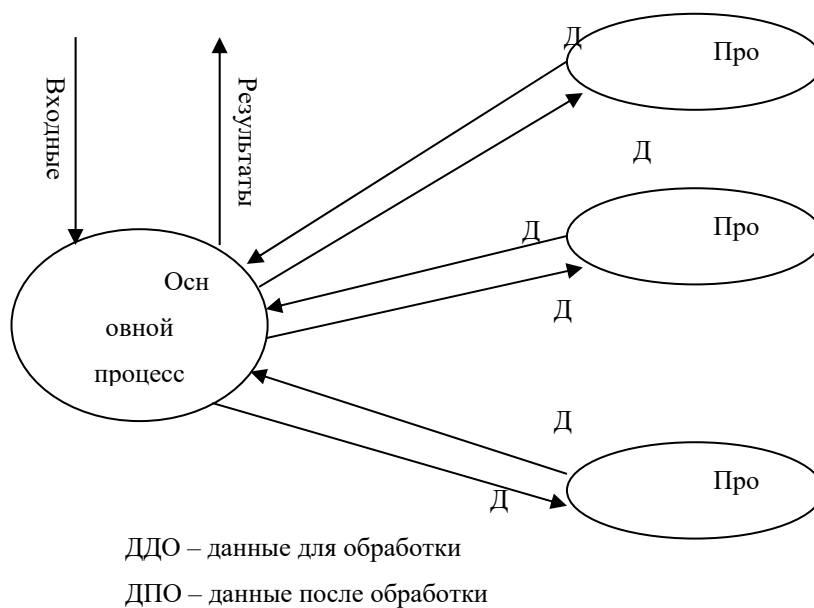 Входные
Результаты
Д
Про
Д
Д
Про
Д
Осн
овной
процесс
Д
Про
Д
ДДО – данные для обработки
ДПО – данные после обработки